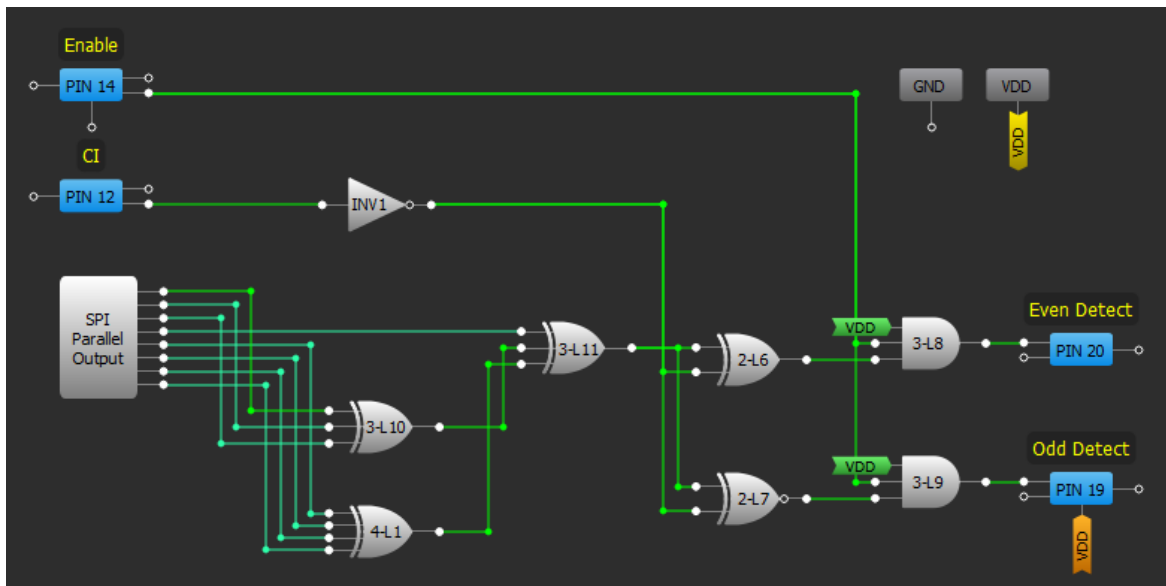 Enable
PIN 14
GND
VDD
VDD
CI
PIN 12
INV1
SPI
Parallel
Output
3-L11
3-L10
4-L1
2-L6
VDD
3-L8
Even Detect
PIN 20
2-L7
VDD
3-L9
Odd Detect
PIN 19
VDD